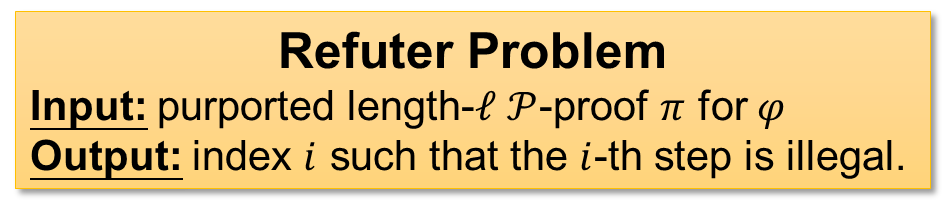 Refuter Problem
Input: purported length-ℓ 𝒫-proof 𝜋 for 𝜑
Output: index 𝑖 such that the 𝑖-th step is illegal.